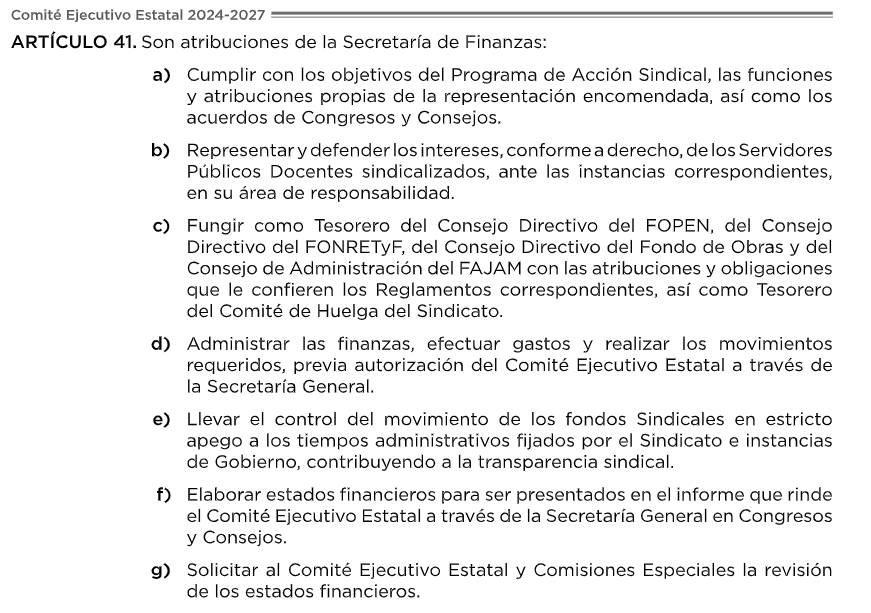 Comité Ejecutivo Estatal 2024-2027
ARTÍCULO 41. Son atribuciones de la Secretaría de Finanzas:
a) Cumplir con los objetivos del Programa de Acción Sindical, las funciones
y atribuciones propias de la representación encomendada, así como los
acuerdos de Congresos y Consejos.
b) Representar y defender los intereses, conforme a derecho, de los Servidores
Públicos Docentes sindicalizados, ante las instancias correspondientes,
en su área de responsabilidad.
c) Fungir como Tesorero del Consejo Directivo del FOPEN, del Consejo
Directivo del FONRETyF, del Consejo Directivo del Fondo de Obras y del
Consejo de Administración del FAJAM con las atribuciones y obligaciones
que le confieren los Reglamentos correspondientes, así como Tesorero
del Comité de Huelga del Sindicato.
d) Administrar las finanzas, efectuar gastos y realizar los movimientos
requeridos, previa autorización del Comité Ejecutivo Estatal a través de
la Secretaría General.
e) Llevar el control del movimiento de los fondos Sindicales en estricto
apego a los tiempos administrativos fijados por el Sindicato e instancias
de Gobierno, contribuyendo a la transparencia sindical.
f) Elaborar estados financieros para ser presentados en el informe que rinde
el Comité Ejecutivo Estatal a través de la Secretaría General en Congresos
y Consejos.
g) Solicitar al Comité Ejecutivo Estatal y Comisiones Especiales la revisión
de los estados financieros.